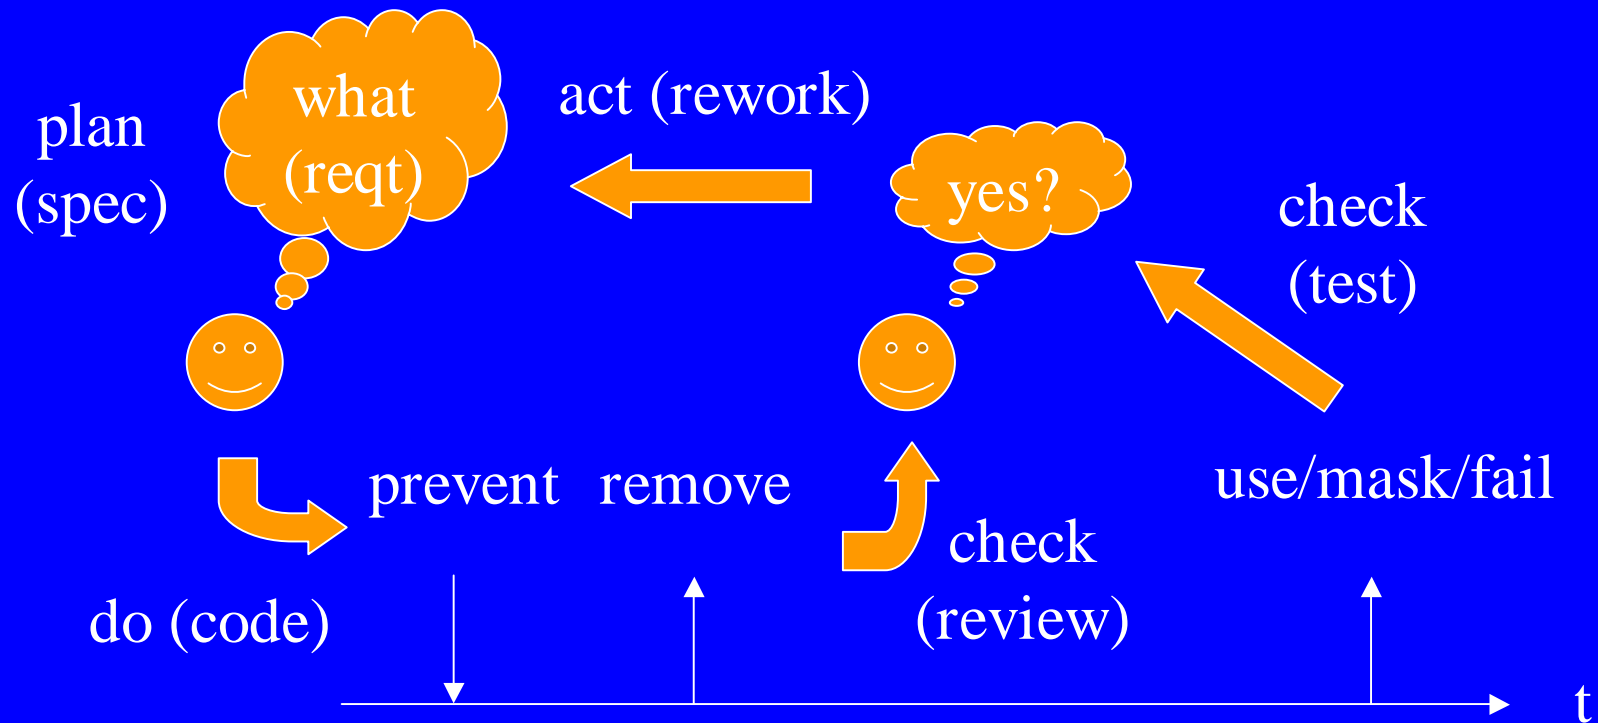 plan
(spec)
what
(reqt)
act (rework)
yes?
check
(test)
do (code)
prevent
remove
check
(review)
use/mask/fail
t